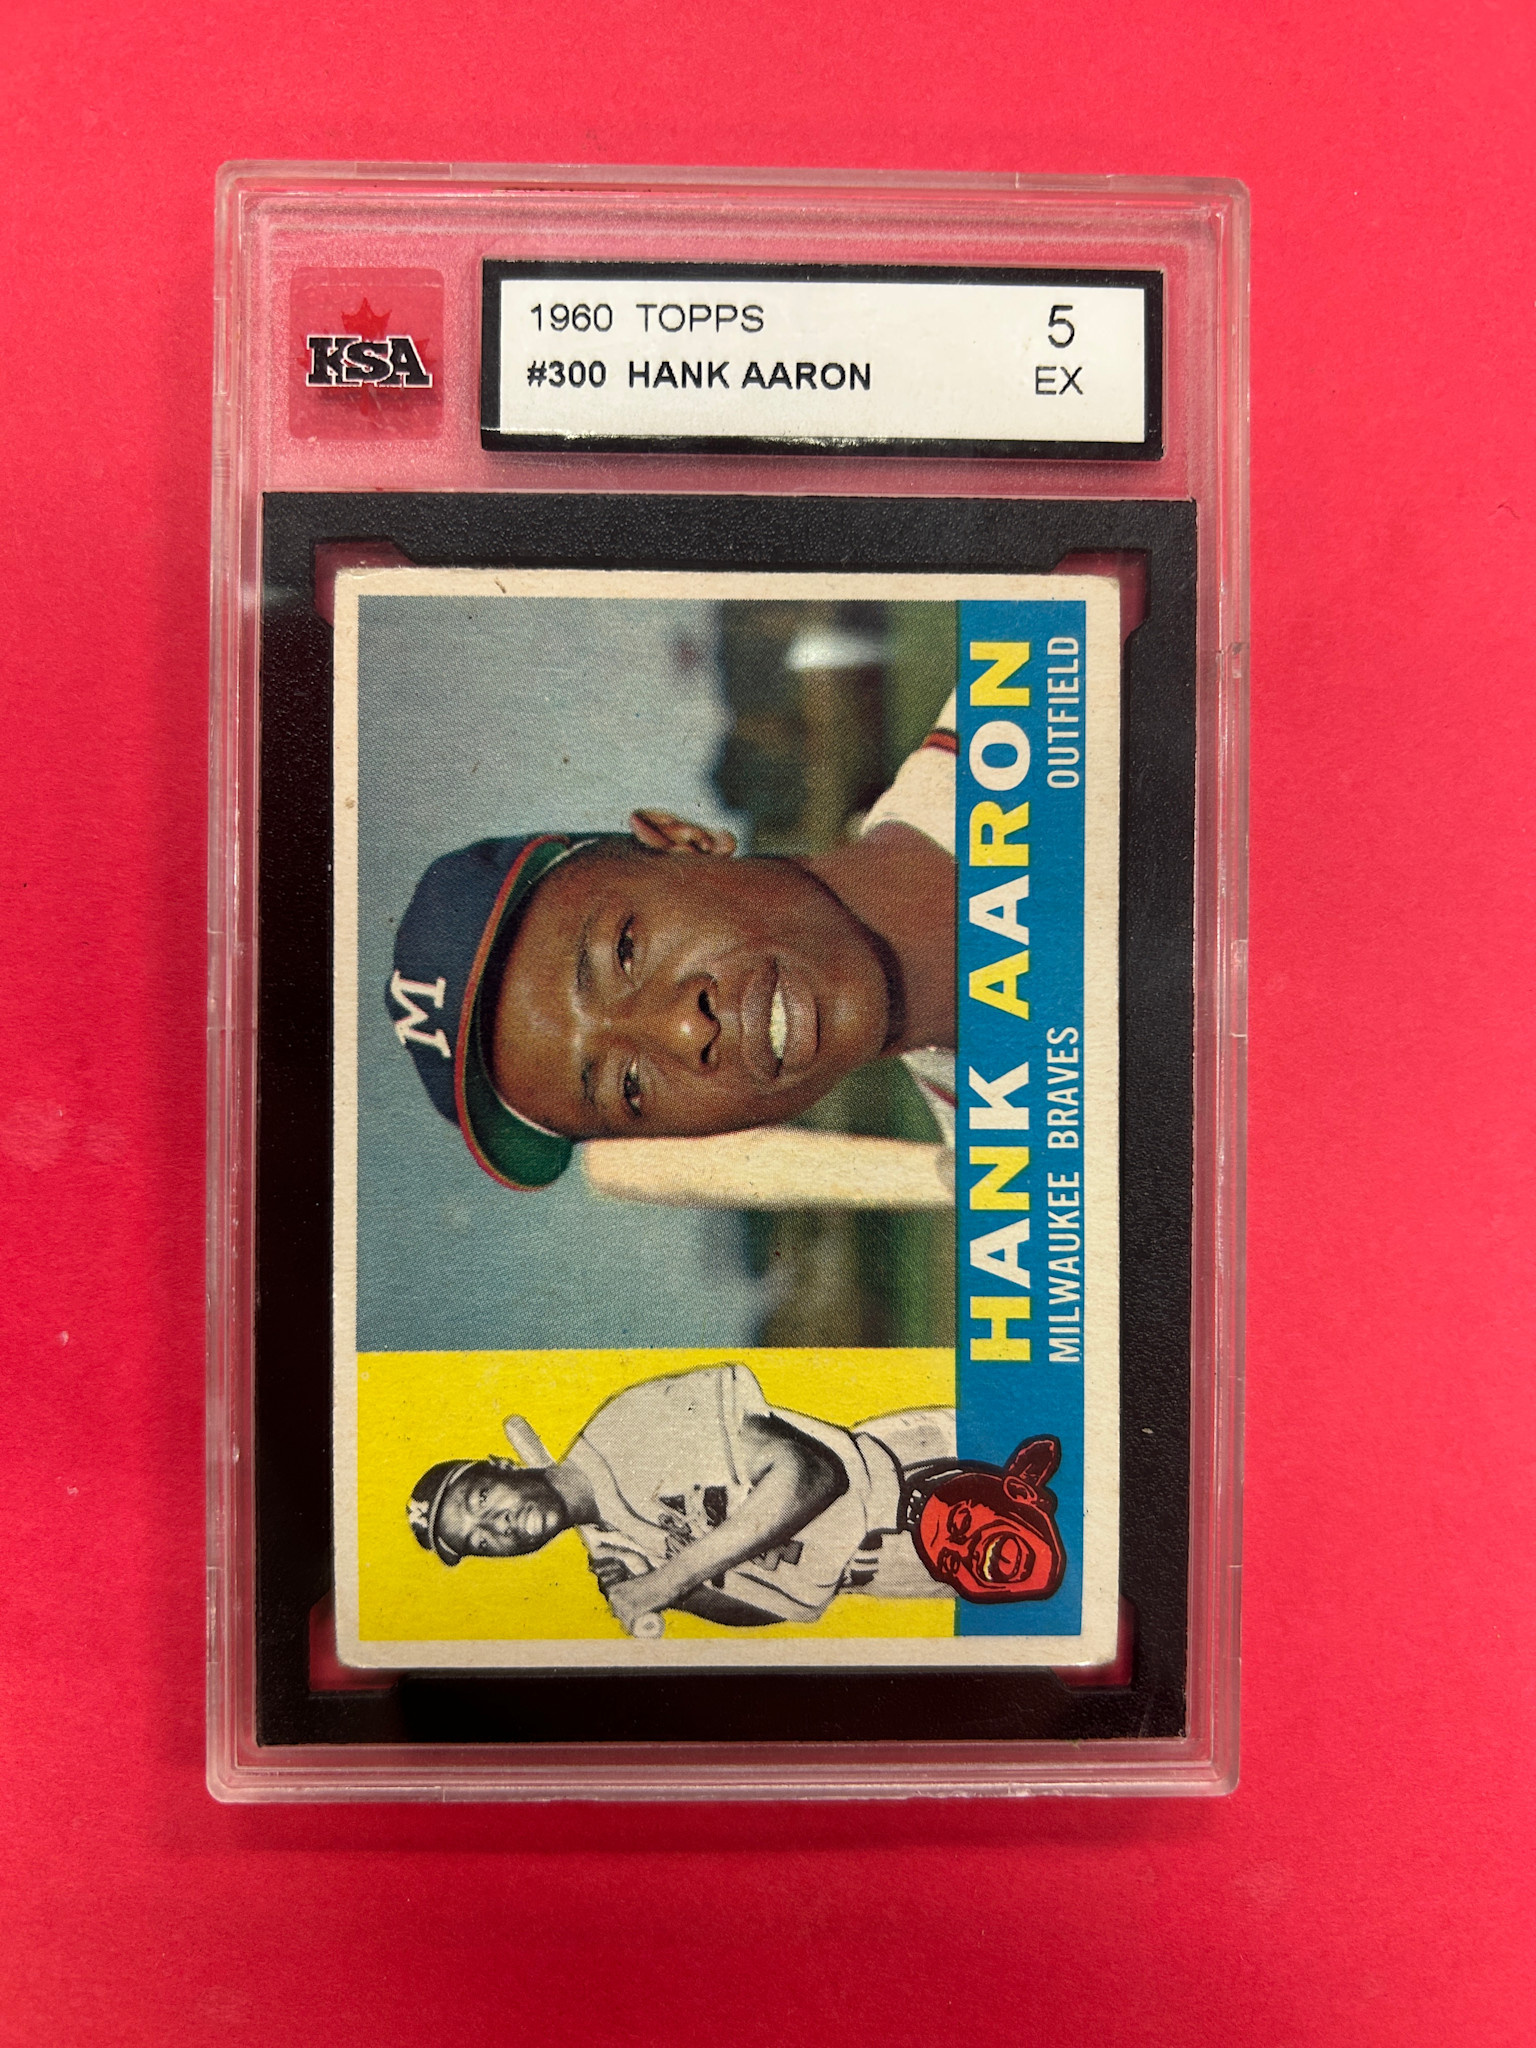 KSA
1960 TOPPS
5
#300 HANK AARON
EX
M
HANK AARON
MILWAUKEE BRAVES
OUTFIELD
M